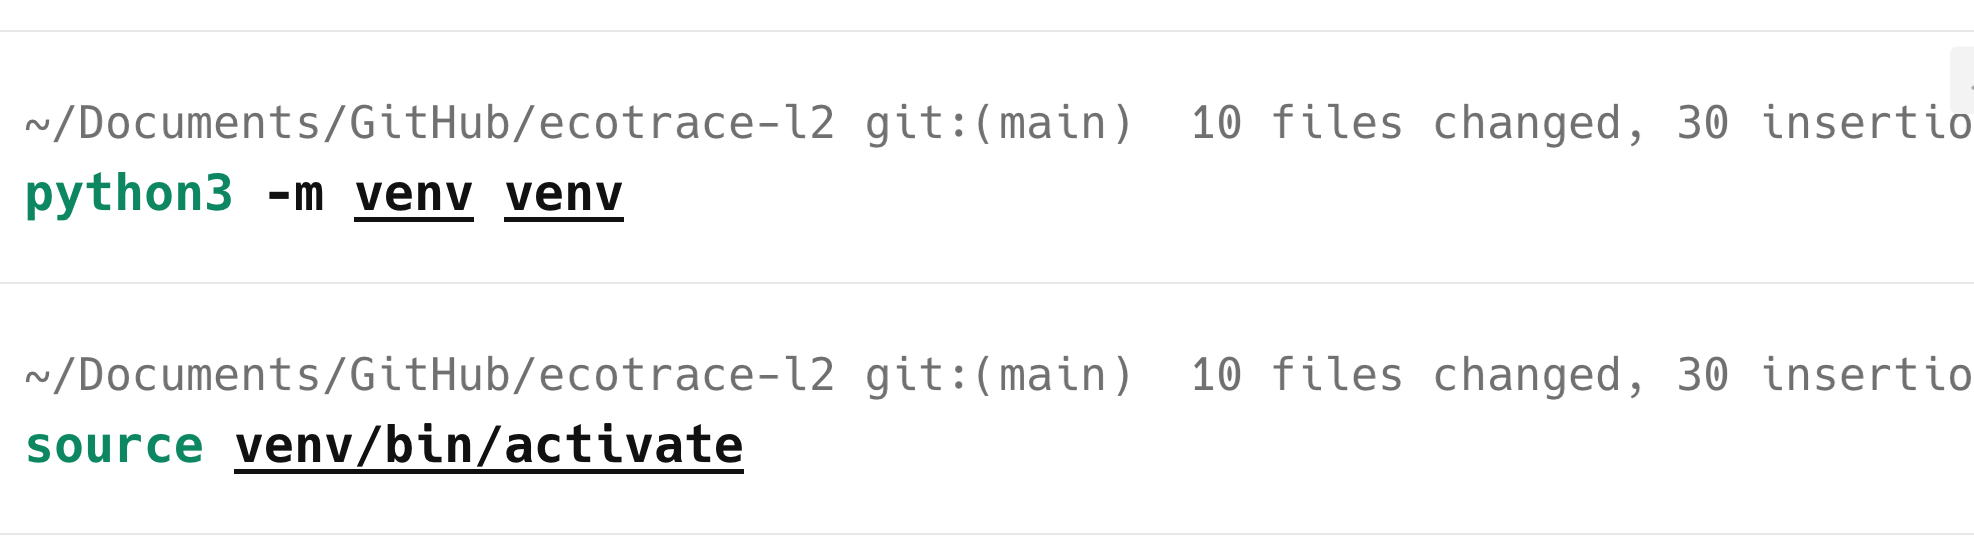 ~/Documents/GitHub/ecotrace-l2 git:(main)  10 files changed, 30 insertio
python3 -m venv venv
~/Documents/GitHub/ecotrace-l2 git:(main)  10 files changed, 30 insertio
source venv/bin/activate